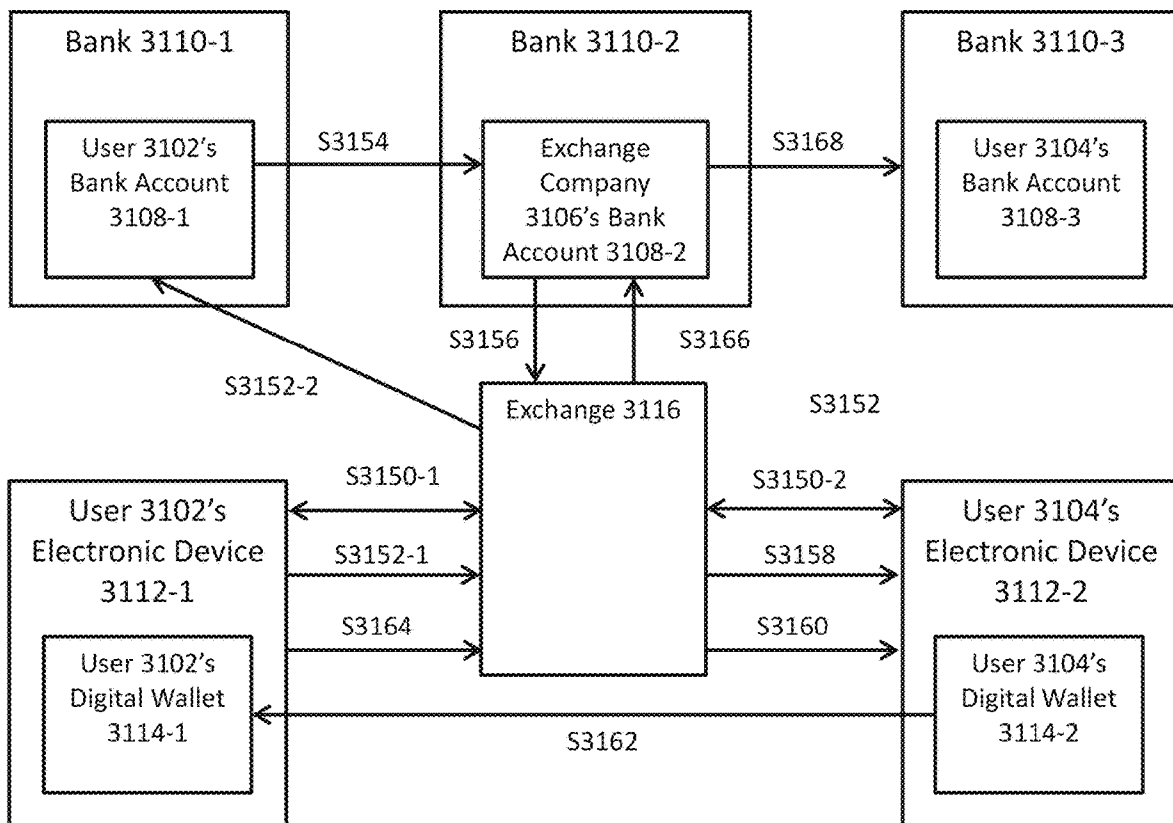 Bank 3110-1
Bank 3110-2
Bank 3110-3
User 3102's
Bank Account
3108-1
S3154
Exchange
Company
3106's Bank
Account 3108-2
S3168
User 3104's
Bank Account
3108-3
S3156
S3166
S3152-2
Exchange 3116
S3152
User 3102's
Electronic Device
3112-1
S3150-1
S3152-1
S3164
S3150-2
S3158
S3160
User 3104's
Electronic Device
3112-2
User 3102's
Digital Wallet
3114-1
S3162
User 3104's
Digital Wallet
3114-2